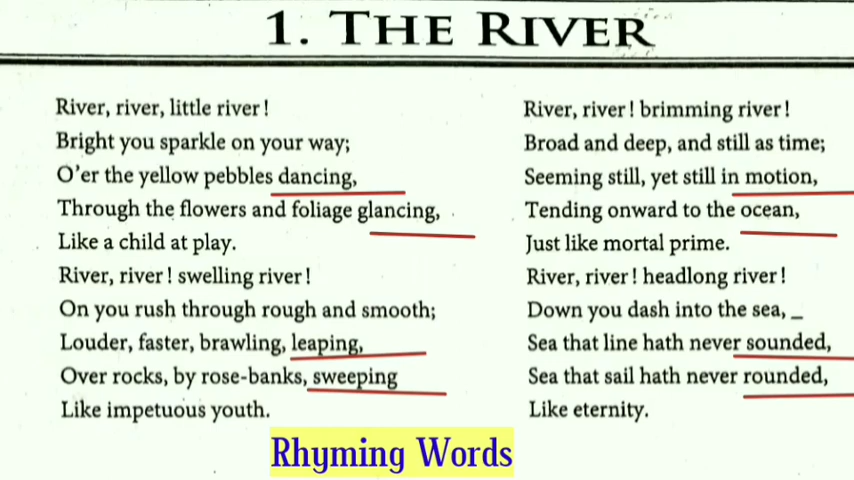 1. THE RIVER
River, river, little river!
Bright you sparkle on your way;
O'er the yellow pebbles dancing,
Through the flowers and foliage glancing,
Like a child at play.
River, river! swelling river!
On you rush through rough and smooth;
Louder, faster, brawling, leaping,
Over rocks, by rose-banks, sweeping
Like impetuous youth.
River, river! brimming river!
Broad and deep, and still as time;
Seeming still, yet still in motion,
Tending onward to the ocean,
Just like mortal prime.
River, river! headlong river!
Down you dash into the sea, _
Sea that line hath never sounded,
Sea that sail hath never rounded,
Like eternity.
Rhyming Words